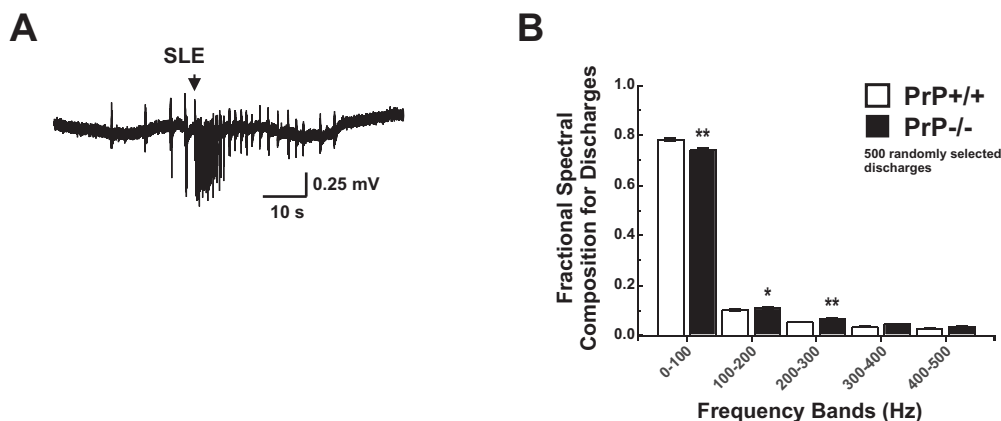 A
SLE
0.25 mV
10 s
B
Fractional Spectral
Composition for Discharges
1.0
0.8
0.6
0.4
0.2
0.0
**
*
**
PrP+/+
PrP-/-
500 randomly selected
discharges
0-100
100-200
200-300
300-400
400-500
Frequency Bands (Hz)